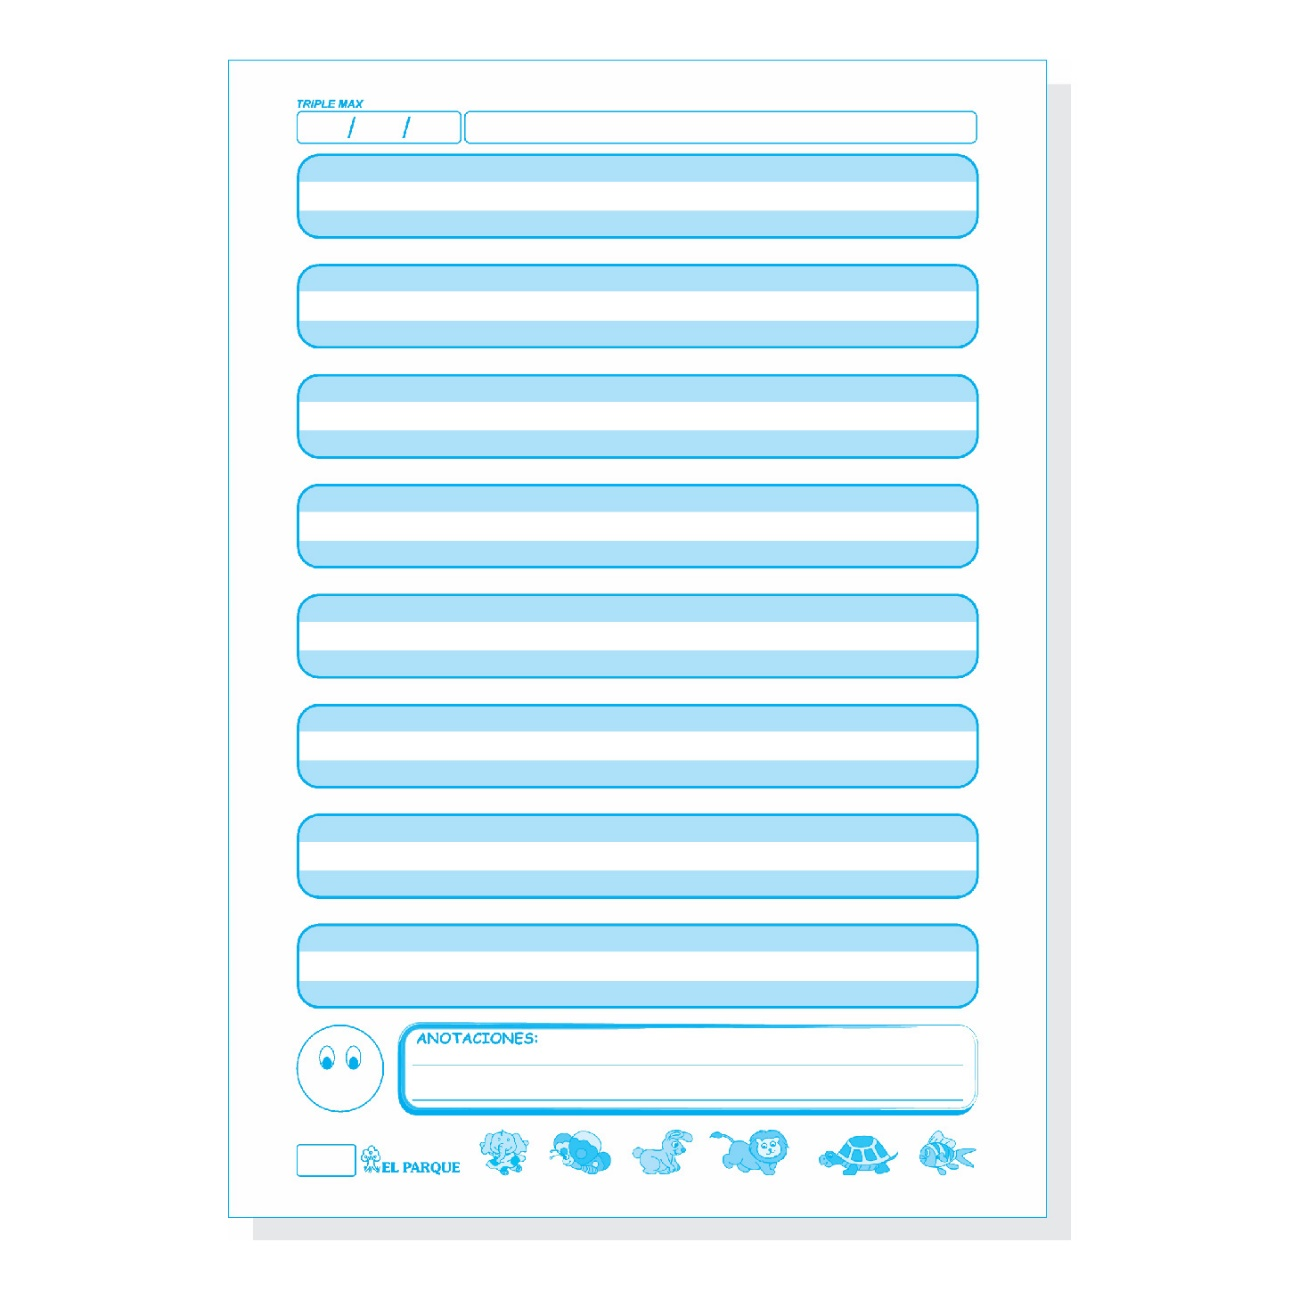 TRIPLE MAX
/ /
ANOTACIONES:
EL PARQUE